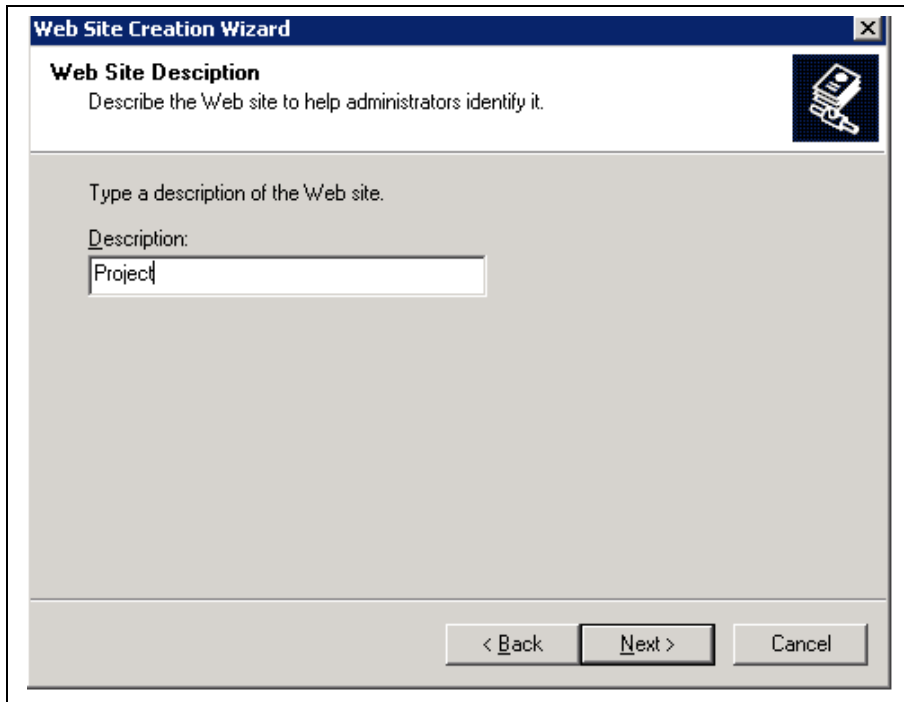 Web Site Creation Wizard
Web Site Desciption
Describe the Web site to help administrators identify it.
Type a description of the Web site.
Description:
Project
< Back
Next >
Cancel